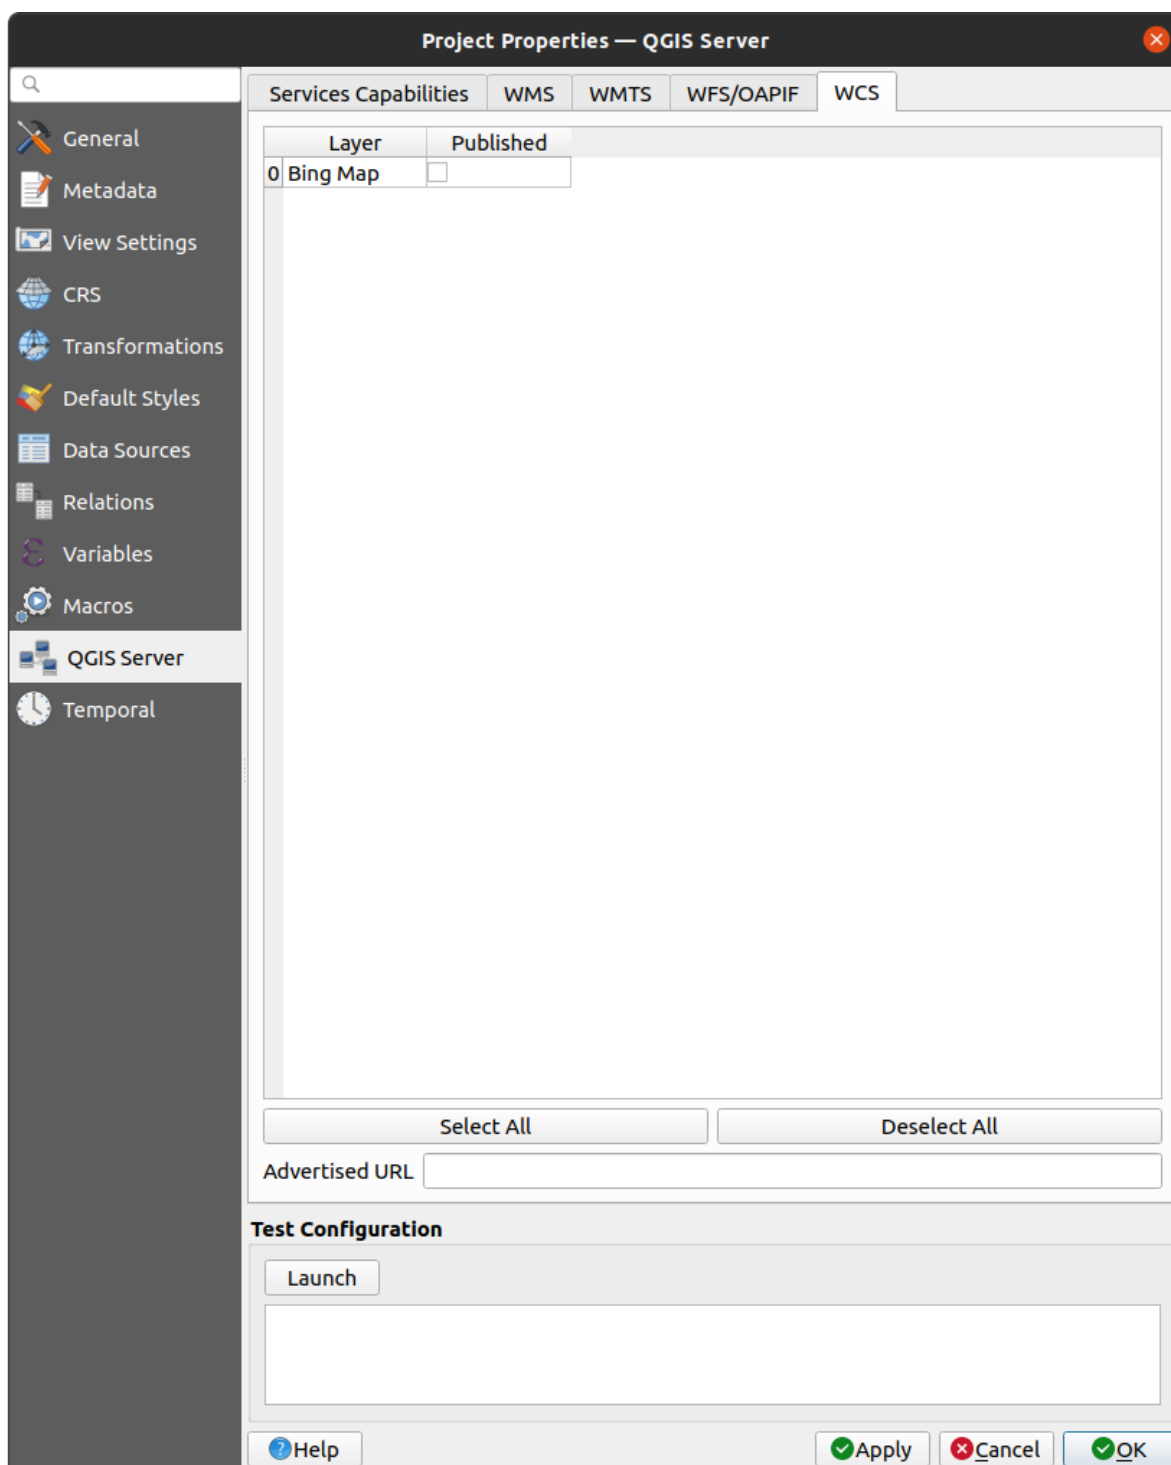 Project Properties — QGIS Server
General
Metadata
View Settings
CRS
Transformations
Default Styles
Data Sources
Relations
Variables
Macros
QGIS Server
Temporal
Services Capabilities WMS WMTS WFS/OAPIF WCS
Layer Published
0 Bing Map
Select All Deselect All
Advertised URL
Test Configuration
Launch
Help Apply Cancel OK